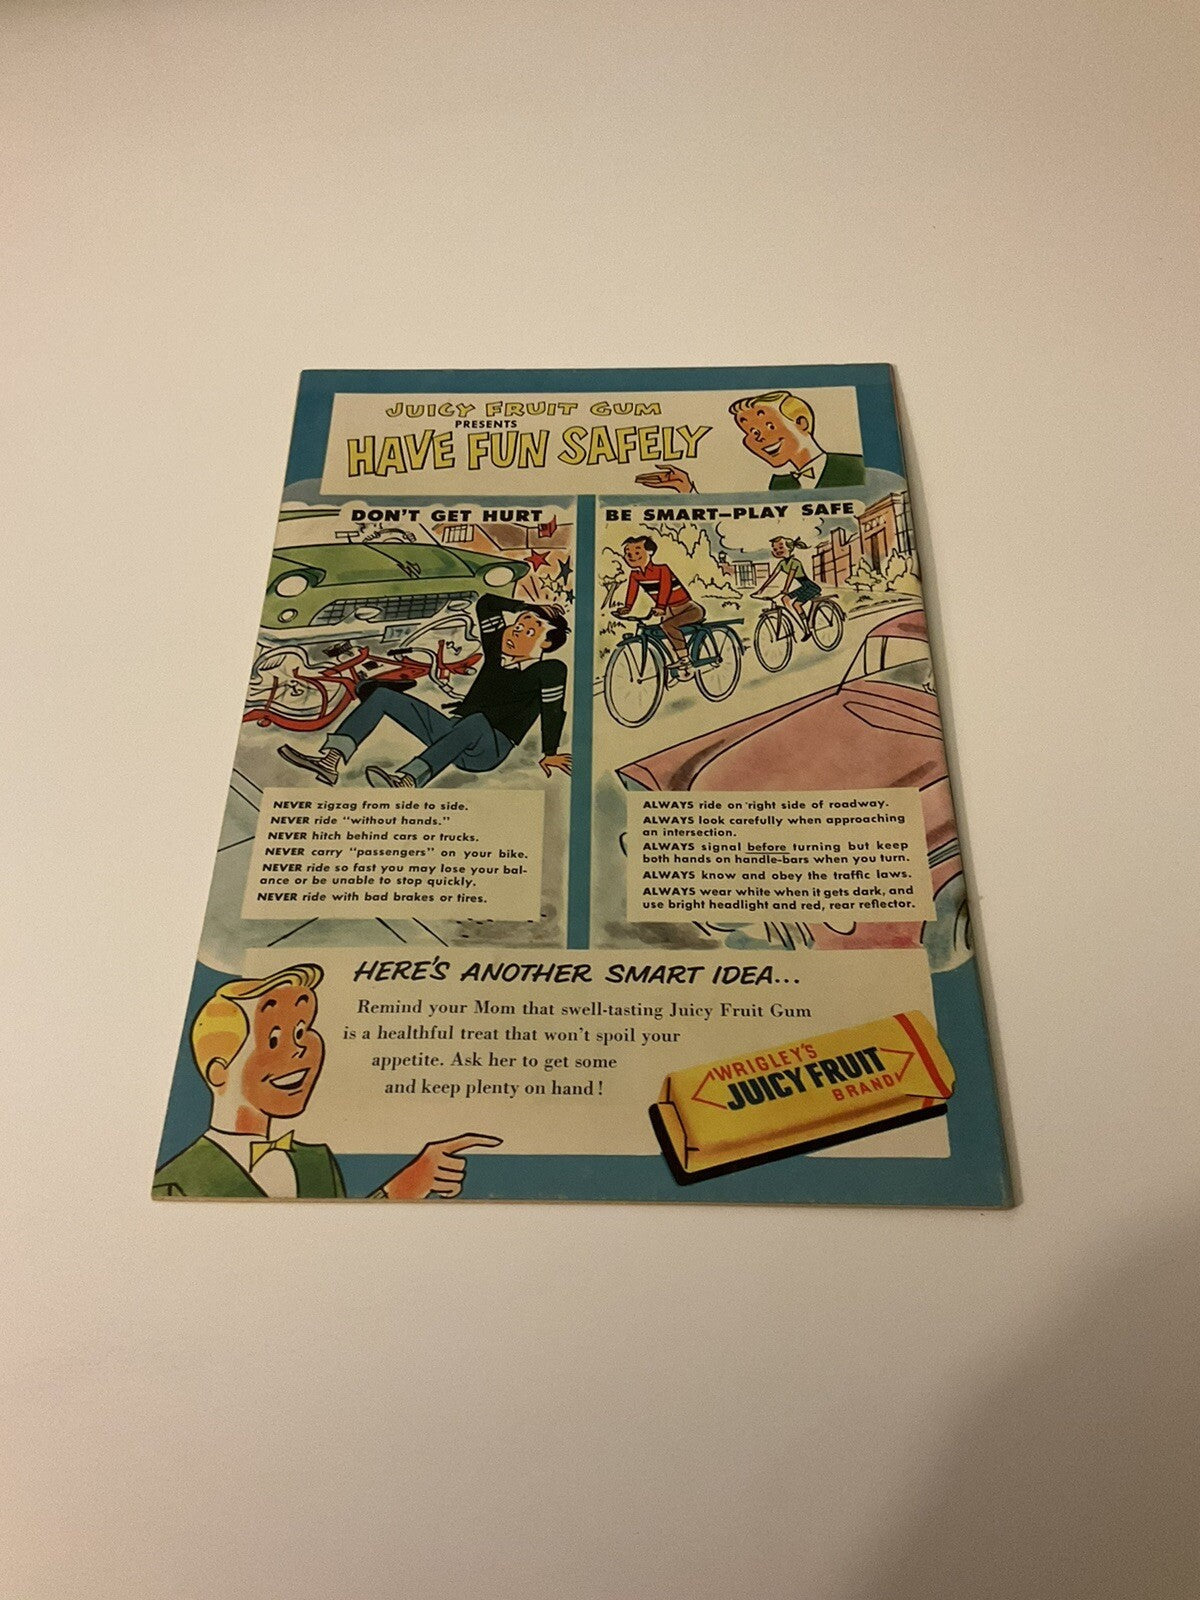 JUICY FRUIT GUM
PRESENTS
HAVE FUN SAFELY
DON'T GET HURT
NEVER zigzag from side to side.
NEVER ride "without hands."
NEVER hitch behind cars or trucks.
NEVER carry "passengers" on your bike.
NEVER ride so fast you may lose your bal-
ance or be unable to stop quickly.
NEVER ride with bad brakes or tires.
BE SMART—PLAY SAFE
ALWAYS ride on right side of roadway.
ALWAYS look carefully when approaching
an intersection.
ALWAYS signal before turning but keep
both hands on handle-bars when you turn.
ALWAYS know and obey the traffic laws.
ALWAYS wear white when it gets dark, and
use bright headlight and red, rear reflector.
HERE'S ANOTHER SMART IDEA...
Remind your Mom that swell-tasting Juicy Fruit Gum
is a healthful treat that won't spoil your
appetite. Ask her to get some
and keep plenty on hand!
WRIGLEY'S
JUICY FRUIT
BRAND